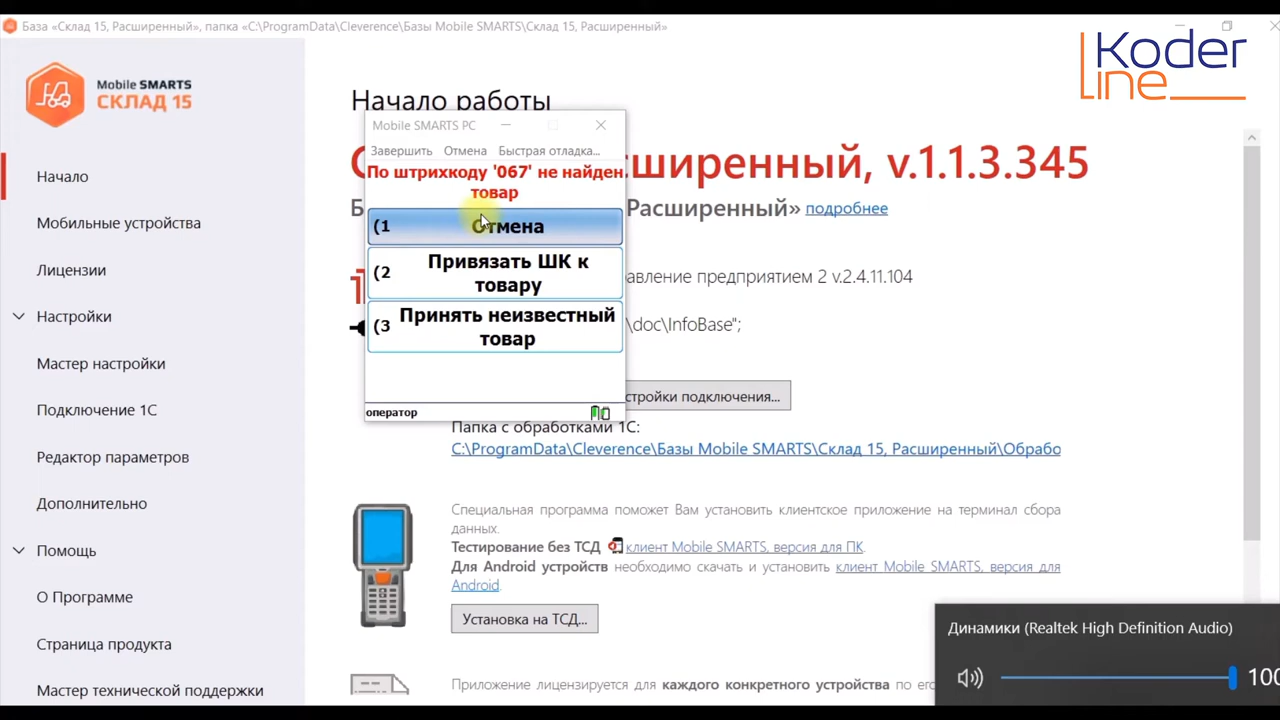 База «Склад 15, Расширенный», папка «C:\ProgramData\Cleverence\Базы Mobile SMARTS\Склад 15, Расширенный»
Koder
line
Mobile SMARTS
СКЛАД 15
Начало
Мобильные устройства
Лицензии
Настройки
Мастер настройки
Подключение 1С
Редактор параметров
Дополнительно
Помощь
О Программе
Страница продукта
Мастер технической поддержки
Начало работы
Mobile SMARTS PC
Завершить Отмена Быстрая отладка...
По штрихкоду '067' не найден
товар
(1 Отмена
(2 Привязать ШК к
товару
(3 Принять неизвестный
товар
оператор
сширенный, v.1.1.3.345
Расширенный» подробнее
авление предприятием 2 v.2.4.11.104
\doc\InfoBase";
стройки подключения...
Папка с обработками 1С:
C:\ProgramData\Cleverence\Базы Mobile SMARTS\Склад 15, Расширенный\Обрабо
Специальная программа поможет Вам установить клиентское приложение на терминал сбора
данных.
Тестирование без ТСД клиент Mobile SMARTS, версия для ПК.
Для Android устройств необходимо скачать и установить клиент Mobile SMARTS, версия для
Android.
Установка на ТСД...
Приложение лицензируется для каждого конкретного устройства по ег
Динамики (Realtek High Definition Audio)
100